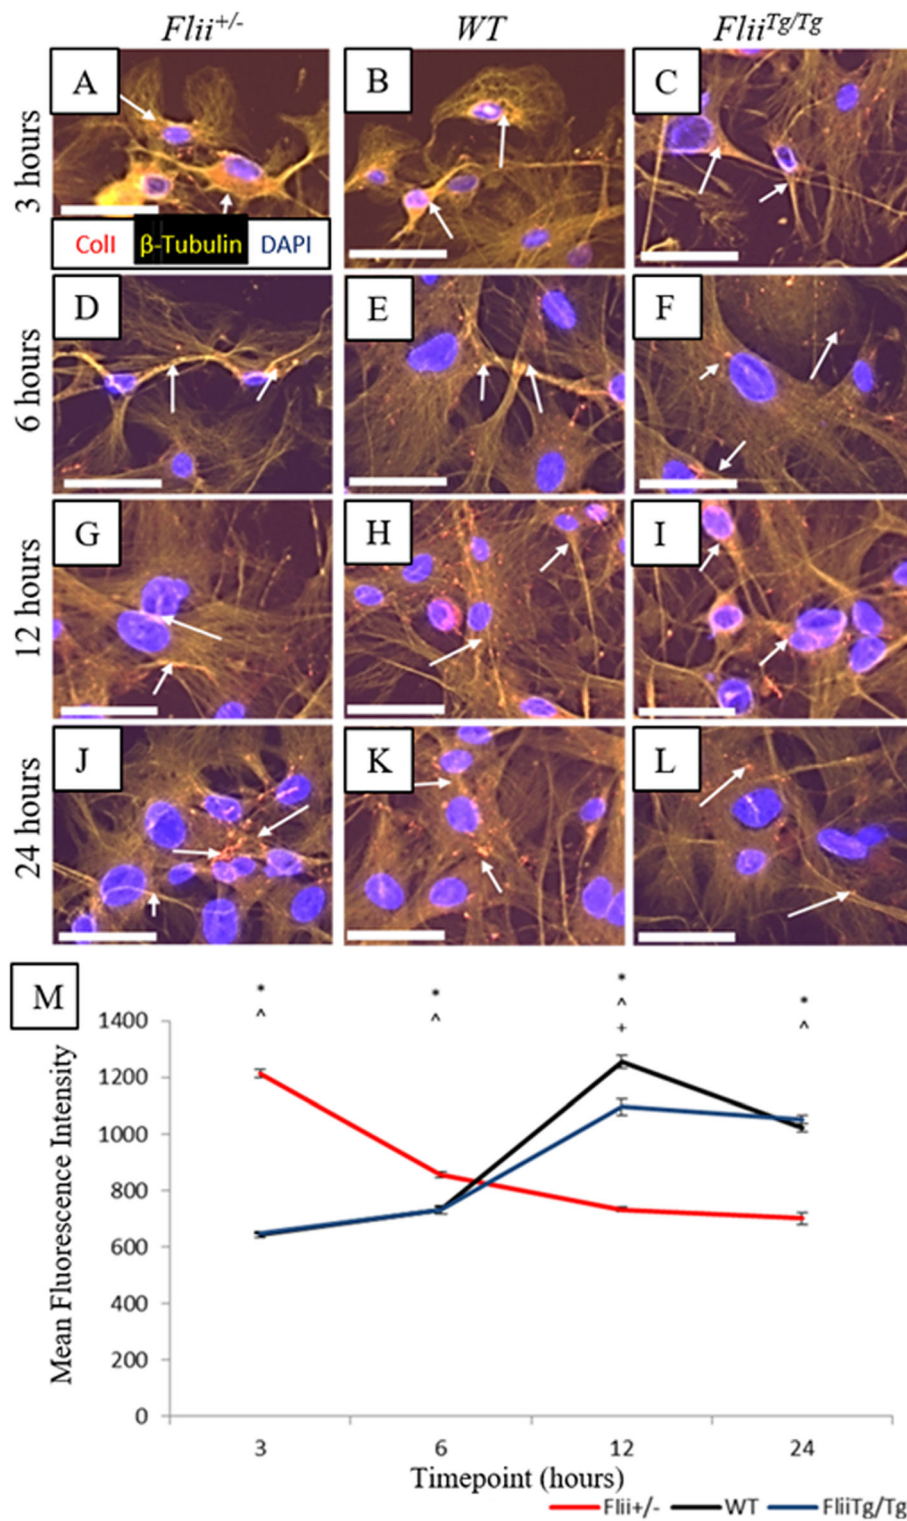 Flii+/- WT FliiTg/Tg
3 hours
A B C
ColI β-Tubulin DAPI
6 hours
D E F
12 hours
G H I
24 hours
J K L
M
* * * *
^ ^ ^ ^
+
Mean Fluorescence Intensity
1400
1200
1000
800
600
400
200
0
3 6 12 24
Timepoint (hours)
Flii+/- WT FliiTg/Tg